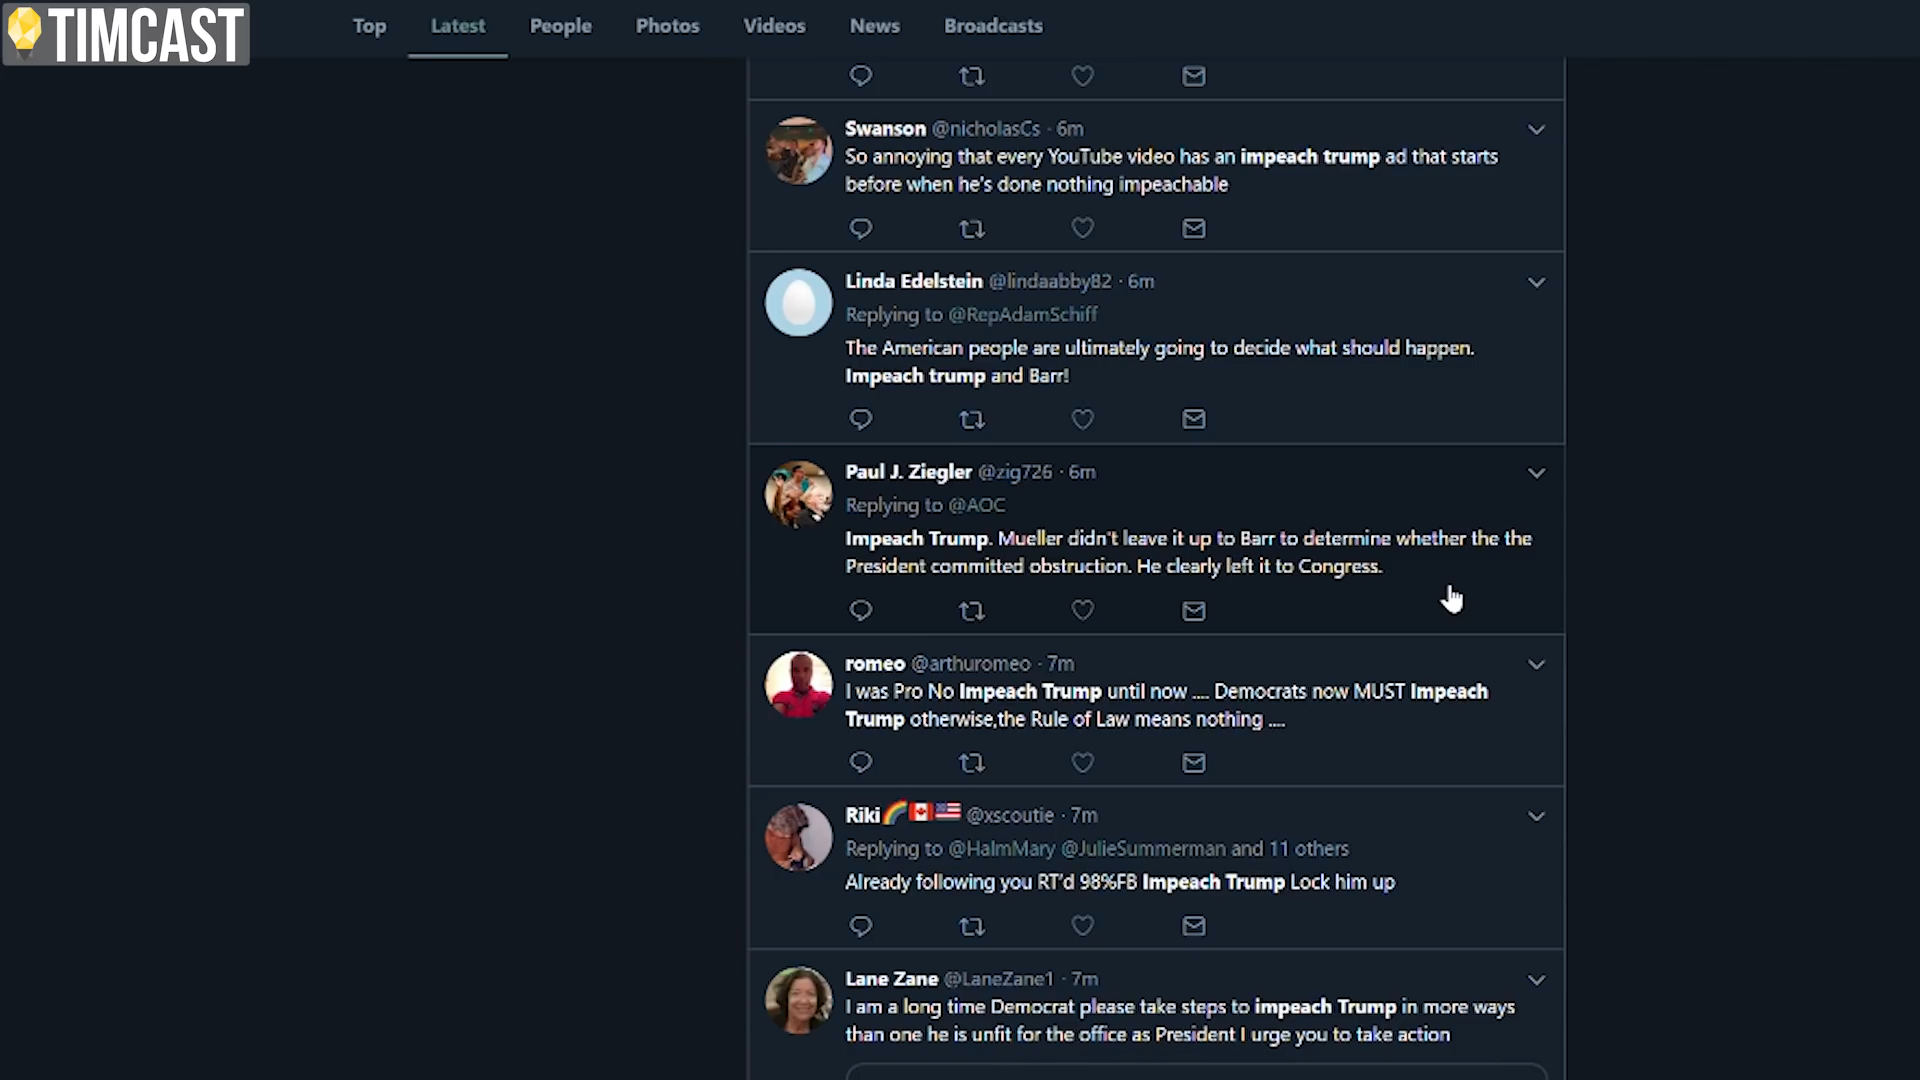 TIMCAST
Top Latest People Photos Videos News Broadcasts
Swanson @nicholasCs · 6m
So annoying that every YouTube video has an impeach trump ad that starts
before when he's done nothing impeachable
Linda Edelstein @lindaabby82 · 6m
Replying to @RepAdamSchiff
The American people are ultimately going to decide what should happen.
Impeach trump and Barr!
Paul J. Ziegler @zig726 · 6m
Replying to @AOC
Impeach Trump. Mueller didn't leave it up to Barr to determine whether the the
President committed obstruction. He clearly left it to Congress.
romeo @arthuromeo · 7m
I was Pro No Impeach Trump until now .... Democrats now MUST Impeach
Trump otherwise,the Rule of Law means nothing ....
Riki @xscoutie · 7m
Replying to @HalmMary @JulieSummerman and 11 others
Already following you RT'd 98%FB Impeach Trump Lock him up
Lane Zane @LaneZane1 · 7m
I am a long time Democrat please take steps to impeach Trump in more ways
than one he is unfit for the office as President I urge you to take action